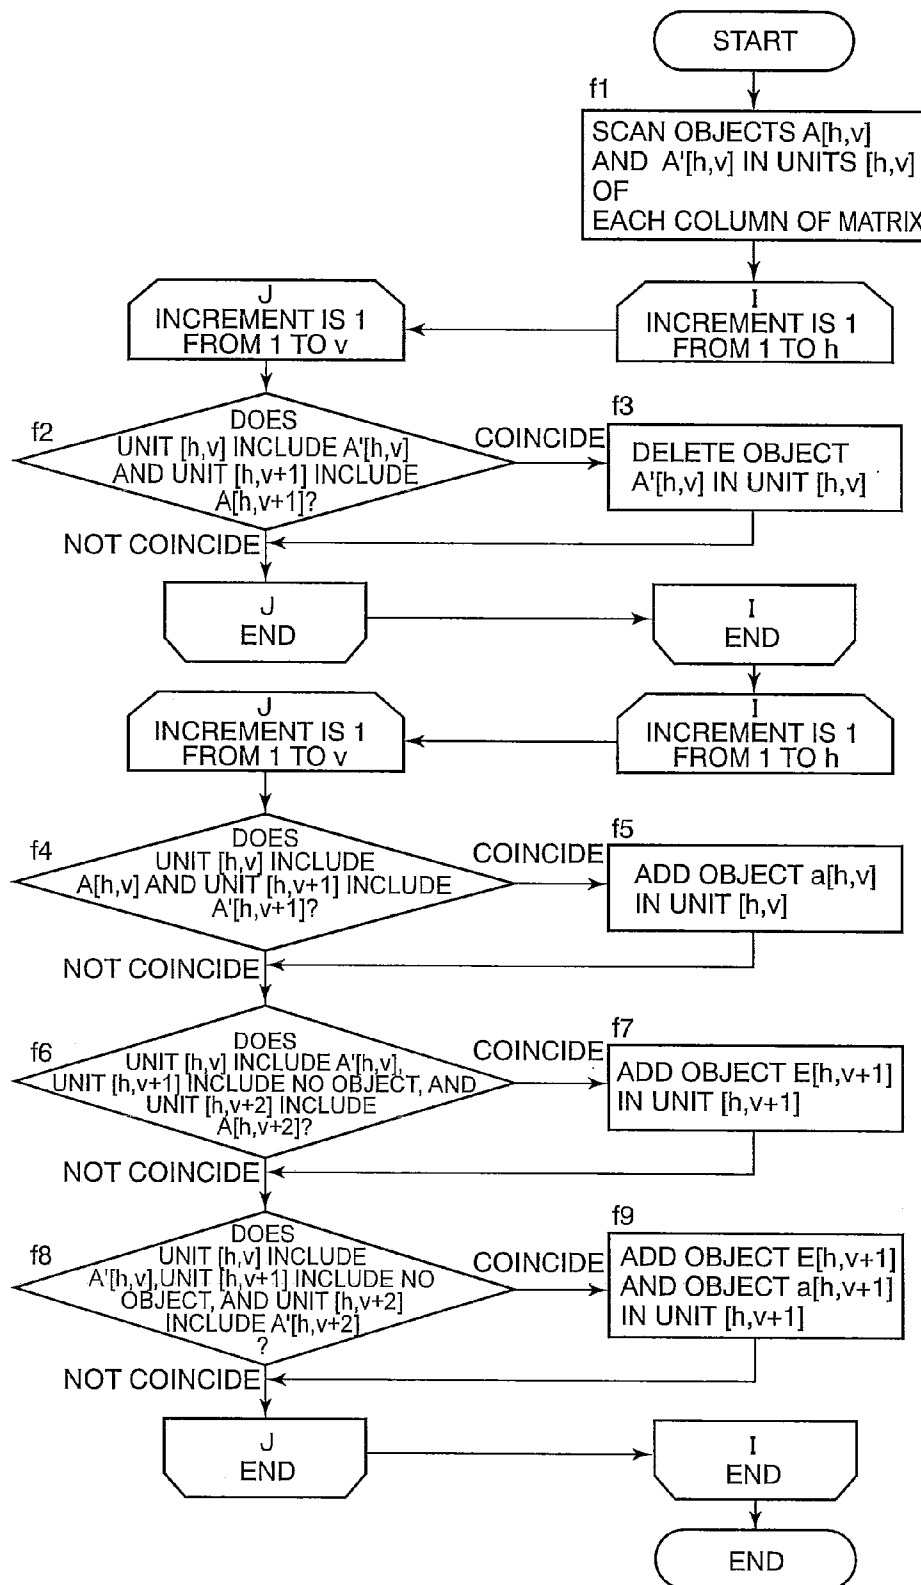 START
f1
SCAN OBJECTS A[h,v]
AND A'[h,v] IN UNITS [h,v]
OF
EACH COLUMN OF MATRIX
J
INCREMENT IS 1
FROM 1 TO v
I
INCREMENT IS 1
FROM 1 TO h
f2
DOES
UNIT [h,v] INCLUDE A'[h,v]
AND UNIT [h,v+1] INCLUDE
A[h,v+1]?
COINCIDE
f3
DELETE OBJECT
A'[h,v] IN UNIT [h,v]
NOT COINCIDE
J
END
I
END
J
INCREMENT IS 1
FROM 1 TO v
I
INCREMENT IS 1
FROM 1 TO h
f4
DOES
UNIT [h,v] INCLUDE
A[h,v] AND UNIT [h,v+1] INCLUDE
A'[h,v+1]?
COINCIDE
f5
ADD OBJECT a[h,v]
IN UNIT [h,v]
NOT COINCIDE
f6
DOES
UNIT [h,v] INCLUDE A'[h,v],
UNIT [h,v+1] INCLUDE NO OBJECT, AND
UNIT [h,v+2] INCLUDE
A[h,v+2]?
COINCIDE
f7
ADD OBJECT E[h,v+1]
IN UNIT [h,v+1]
NOT COINCIDE
f8
DOES
UNIT [h,v] INCLUDE
A'[h,v],UNIT [h,v+1] INCLUDE NO
OBJECT, AND UNIT [h,v+2]
INCLUDE A'[h,v+2]
?
COINCIDE
f9
ADD OBJECT E[h,v+1]
AND OBJECT a[h,v+1]
IN UNIT [h,v+1]
NOT COINCIDE
J
END
I
END
END